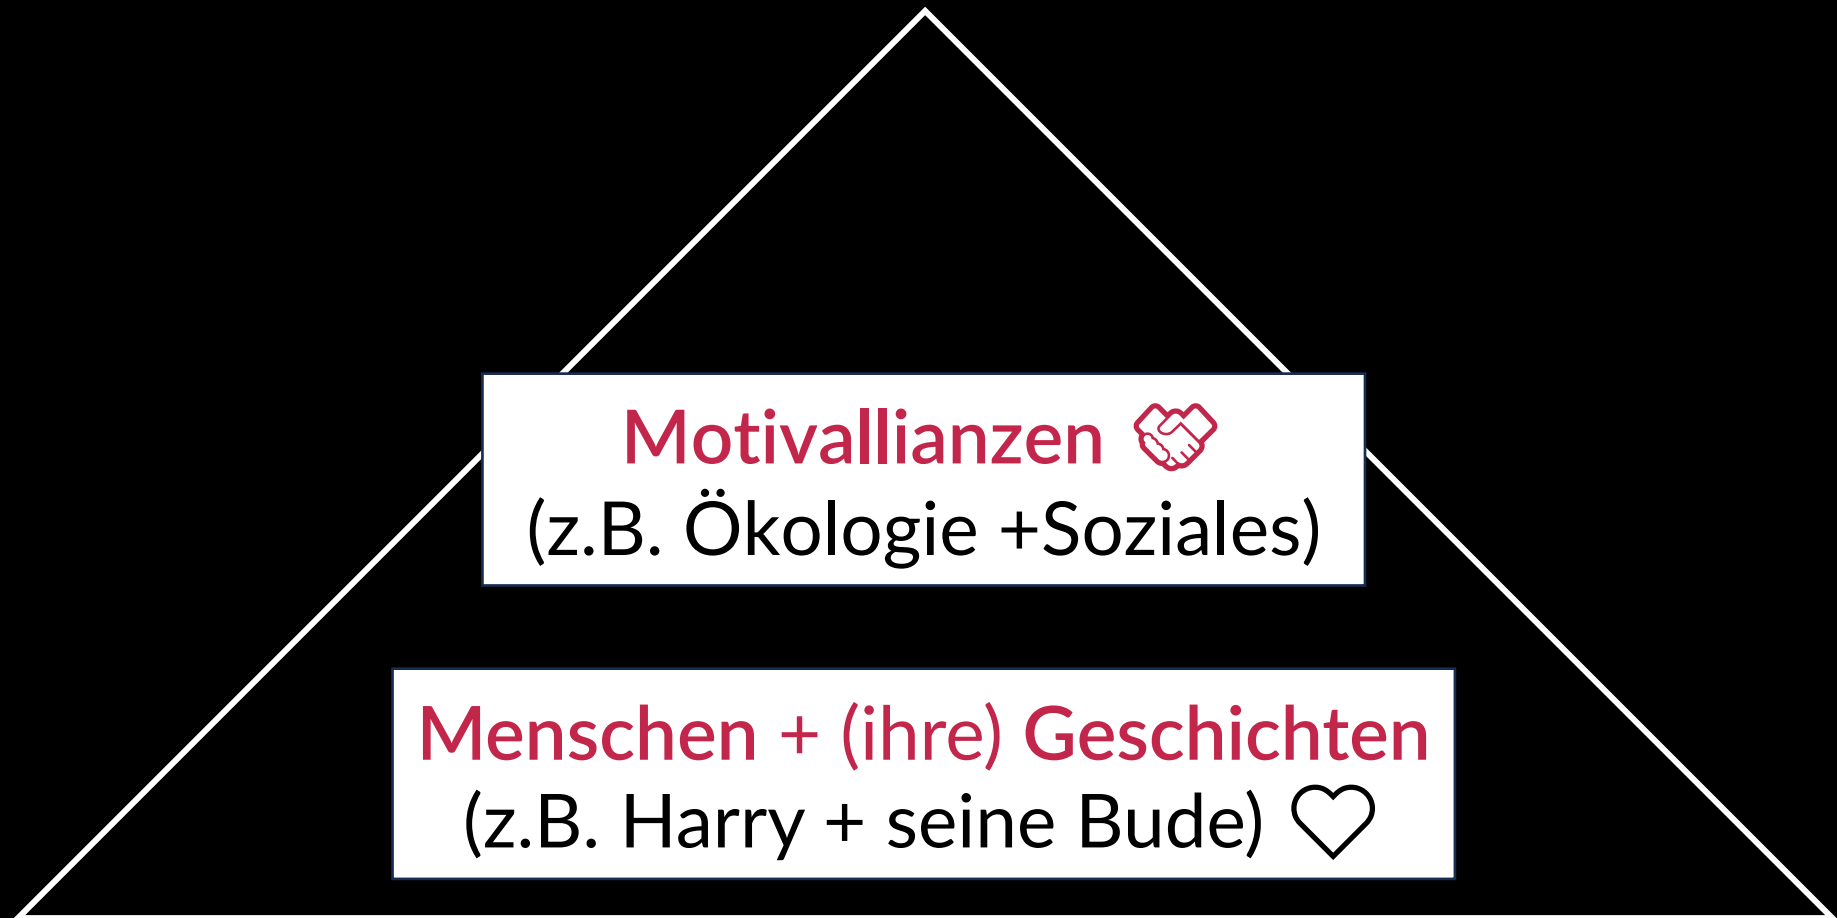 Motivallianzen
(z.B. Ökologie +Soziales)
Menschen + (ihre) Geschichten
(z.B. Harry + seine Bude)